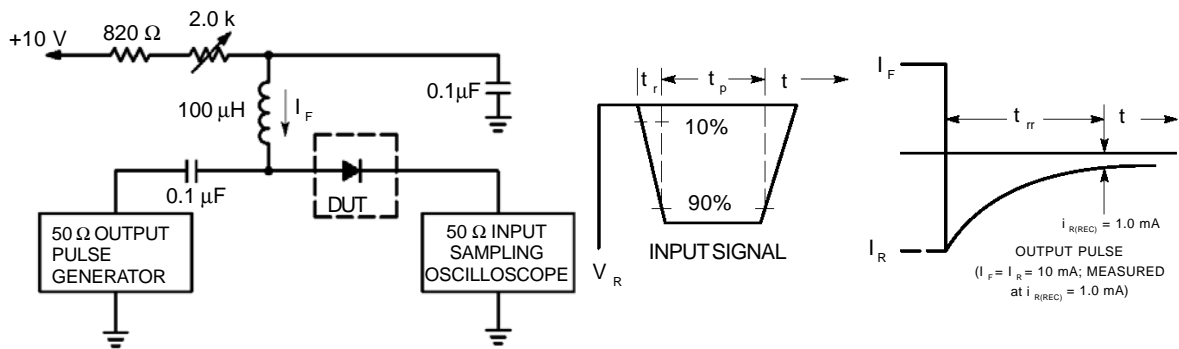 +10 V
820 Ω
2.0 k
100 μH
I F
0.1μF
0.1 μF
DUT
50 Ω OUTPUT
PULSE
GENERATOR
50 Ω INPUT
SAMPLING
OSCILLOSCOPE
t r
t p
t
10%
90%
V R
INPUT SIGNAL
I F
t rr
t
I R
i R(REC) = 1.0 mA
OUTPUT PULSE
(I F = I R = 10 mA; MEASURED
at i R(REC) = 1.0 mA)